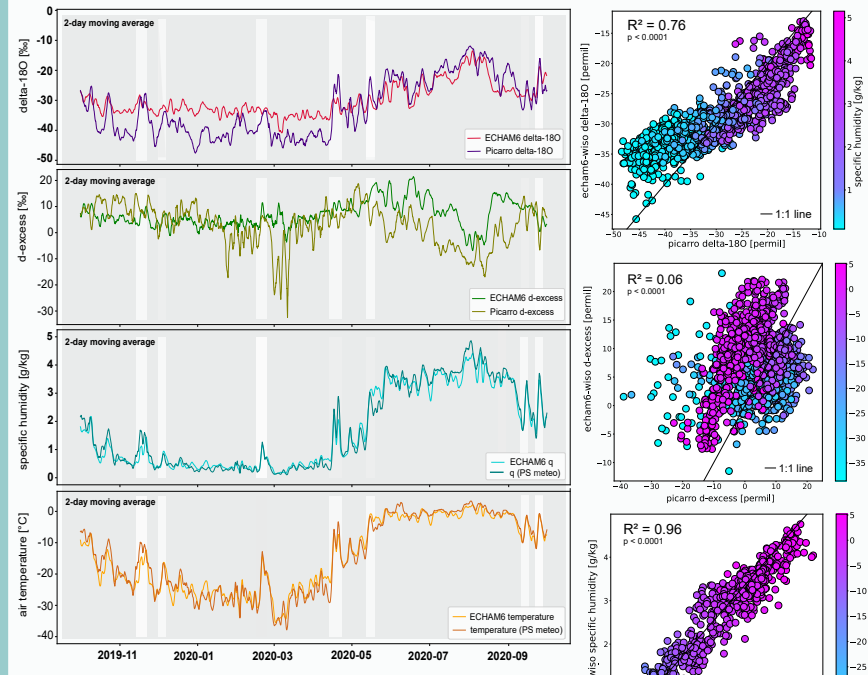 2-day moving average
delta-18O [‰]
0
-10
-20
-30
-40
-50
ECHAM6 delta-18O
Picarro delta-18O
2-day moving average
d-excess [‰]
20
10
0
-10
-20
-30
ECHAM6 d-excess
Picarro d-excess
2-day moving average
specific humidity [g/kg]
5
4
3
2
1
0
ECHAM6 q
q (PS meteo)
2-day moving average
air temperature [°C]
0
-10
-20
-30
-40
ECHAM6 temperature
temperature (PS meteo)
2019-11 2020-01 2020-03 2020-05 2020-07 2020-09
R² = 0.76
p < 0.0001
echam6-wiso delta-18O [permil]
−15
−20
−25
−30
−35
−40
−45
1:1 line
−50 −45 −40 −35 −30 −25 −20 −15 −10
picarro delta-18O [permil]
5
4
3
2
1
specific humidity (g/kg)
R² = 0.06
p < 0.0001
echam6-wiso d-excess [permil]
20
15
10
5
0
−5
−10
1:1 line
−40 −30 −20 −10 0 10 20
picarro d-excess [permil]
5
0
−5
−10
−15
−20
−25
−30
−35
R² = 0.96
p < 0.0001
wiso specific humidity [g/kg]
4
3
2
5
0
−5
−10
−15
−20
−25